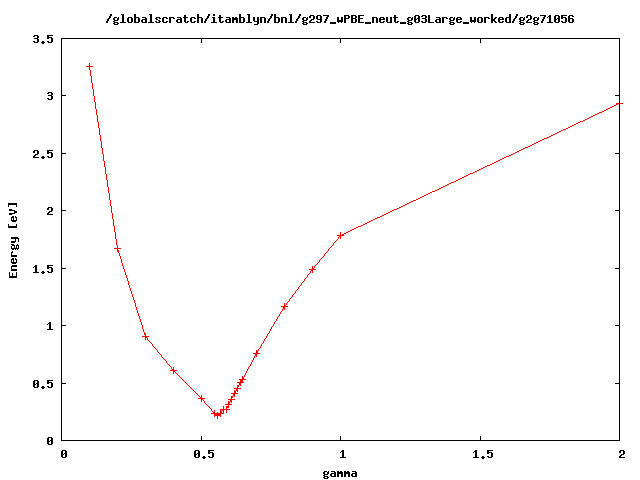 /globalscratch/itamblyn/bnl/g297_wPBE_neut_g03Large_worked/g2g71056
3.5
3
2.5
2
1.5
1
0.5
0
Energy [eV]
0 0.5 1 1.5 2
gamma